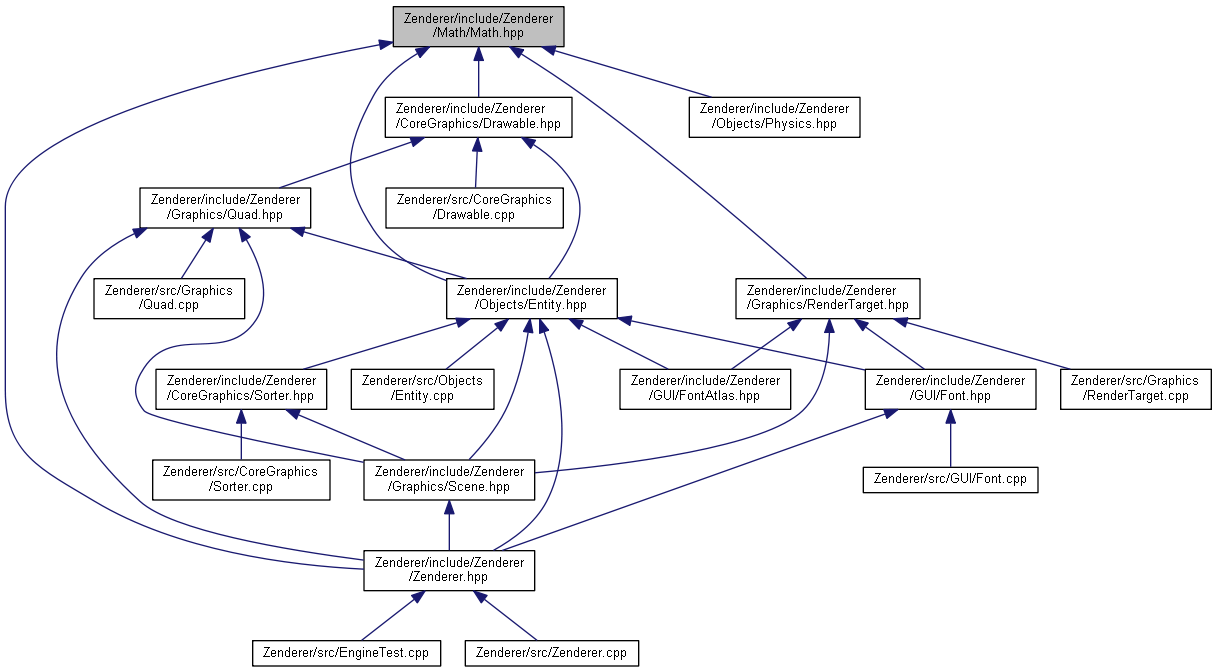 Zenderer/include/Zenderer
/Math/Math.hpp
Zenderer/include/Zenderer
/CoreGraphics/Drawable.hpp
Zenderer/include/Zenderer
/Objects/Physics.hpp
Zenderer/include/Zenderer
/Graphics/Quad.hpp
Zenderer/src/CoreGraphics
/Drawable.cpp
Zenderer/src/Graphics
/Quad.cpp
Zenderer/include/Zenderer
/Objects/Entity.hpp
Zenderer/include/Zenderer
/Graphics/RenderTarget.hpp
Zenderer/include/Zenderer
/CoreGraphics/Sorter.hpp
Zenderer/src/Objects
/Entity.cpp
Zenderer/include/Zenderer
/GUI/FontAtlas.hpp
Zenderer/include/Zenderer
/GUI/Font.hpp
Zenderer/src/Graphics
/RenderTarget.cpp
Zenderer/src/CoreGraphics
/Sorter.cpp
Zenderer/include/Zenderer
/Graphics/Scene.hpp
Zenderer/src/GUI/Font.cpp
Zenderer/include/Zenderer
/Zenderer.hpp
Zenderer/src/EngineTest.cpp
Zenderer/src/Zenderer.cpp